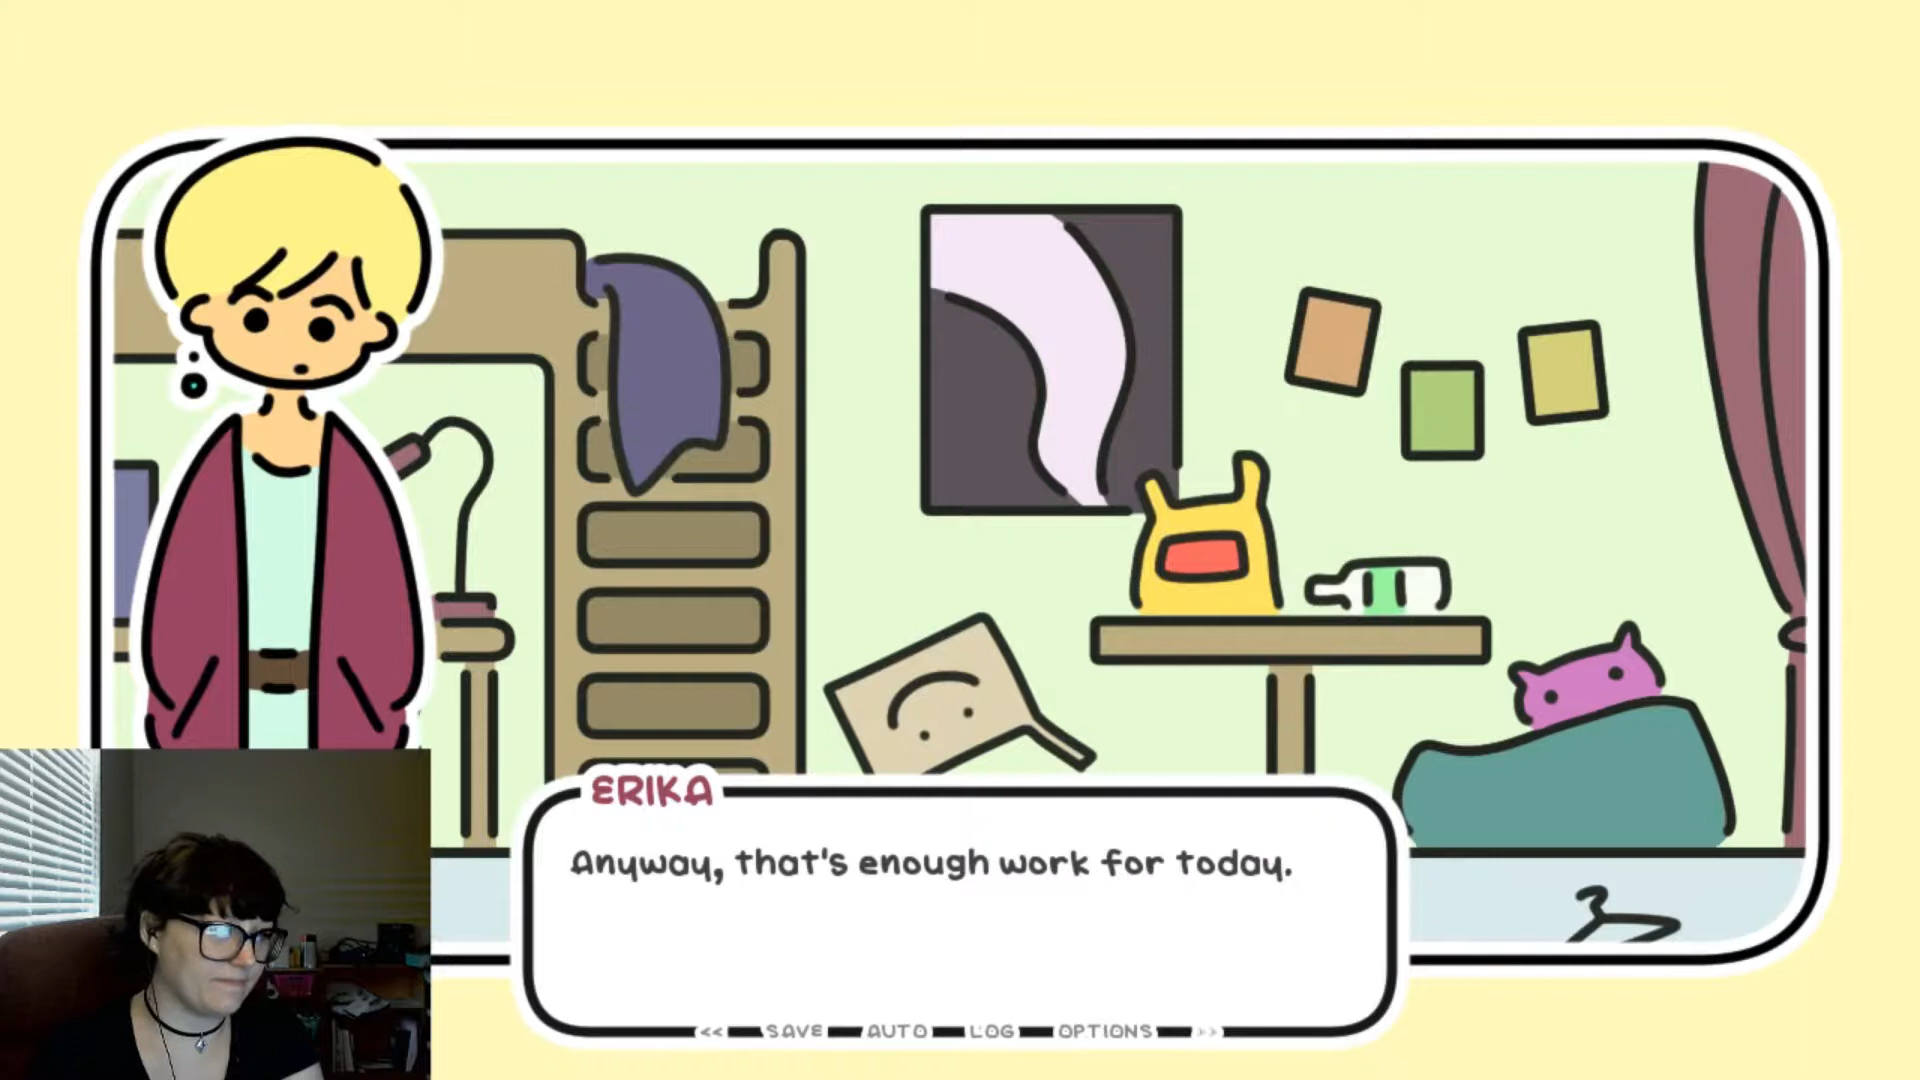 ERIKA
Anyway, that's enough work for today.
<< SAVE AUTO LOG OPTIONS >>